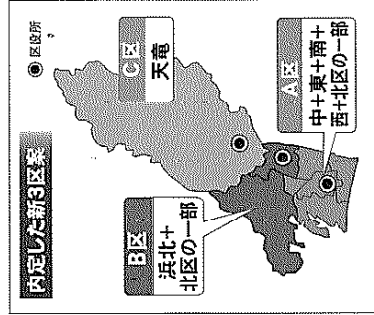 内定した新3区案
◉区役所
C区
天竜
A区
中+東+南+
西+北区の一部
B区
浜北+
北区の一部